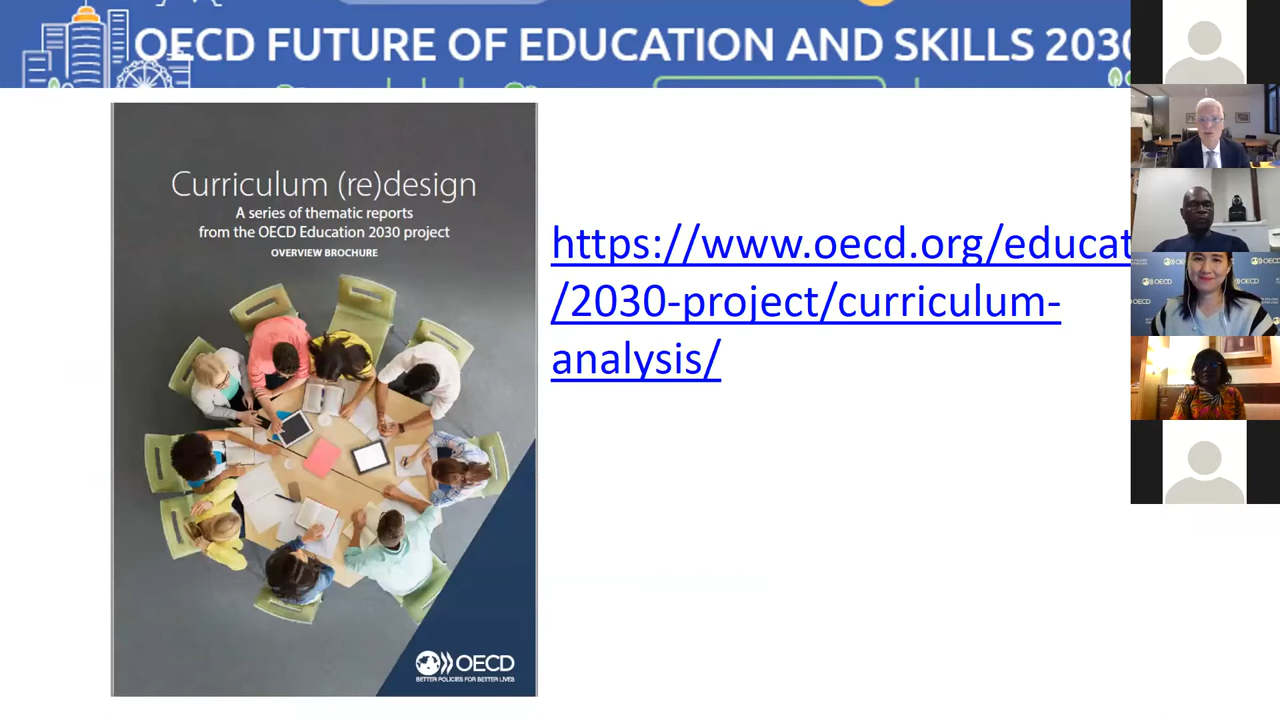 OECD FUTURE OF EDUCATION AND SKILLS 2030
Curriculum (re)design
A series of thematic reports
from the OECD Education 2030 project
OVERVIEW BROCHURE
https://www.oecd.org/educat
/2030-project/curriculum-
analysis/
OECD
BETTER POLICIES FOR BETTER LIVES
OECD